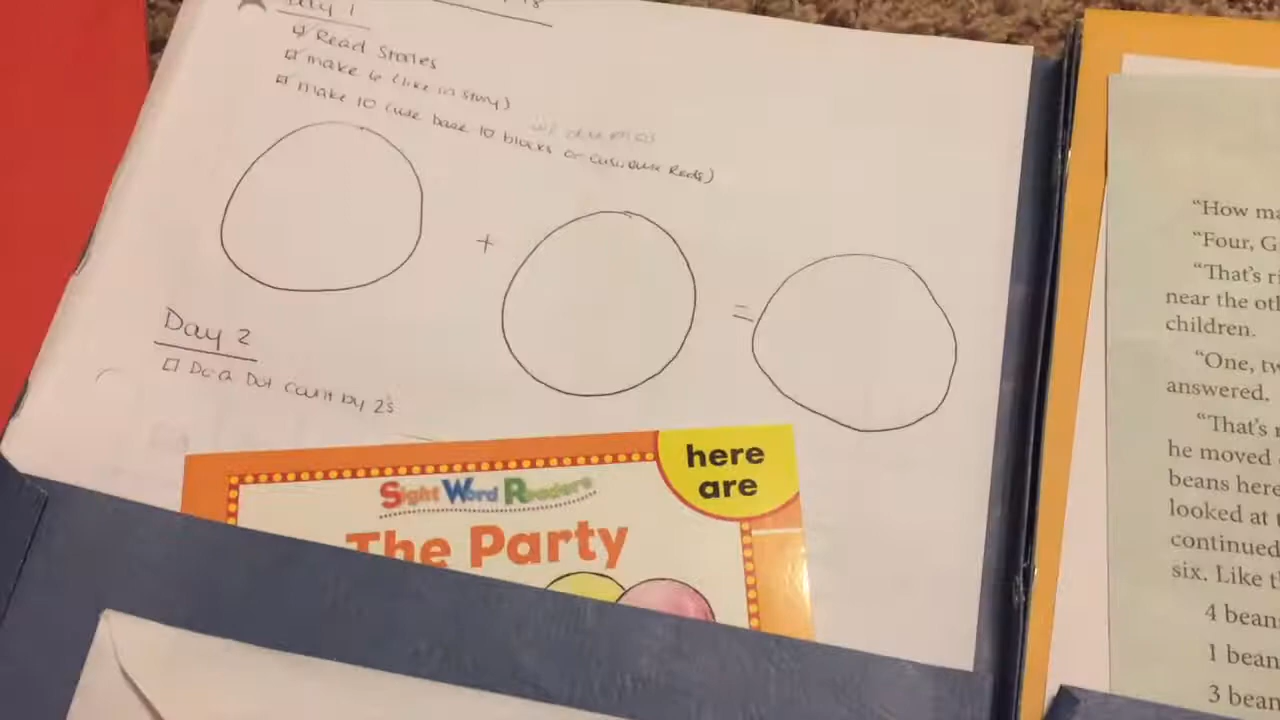 Day 1
Read Stories
make 6 (like in story)
make 10 (use base 10 blocks or Cuisenaire Rods)
+
=
Day 2
Do a Dot Count by 2's
here
are
Sight Word Readers
The Party
"How ma
"Four, G
"That's ri
near the oth
children.
"One, tw
answered.
"That's
he moved
beans here
looked at
continued
six. Like t
4 bean
1 bean
3 bean